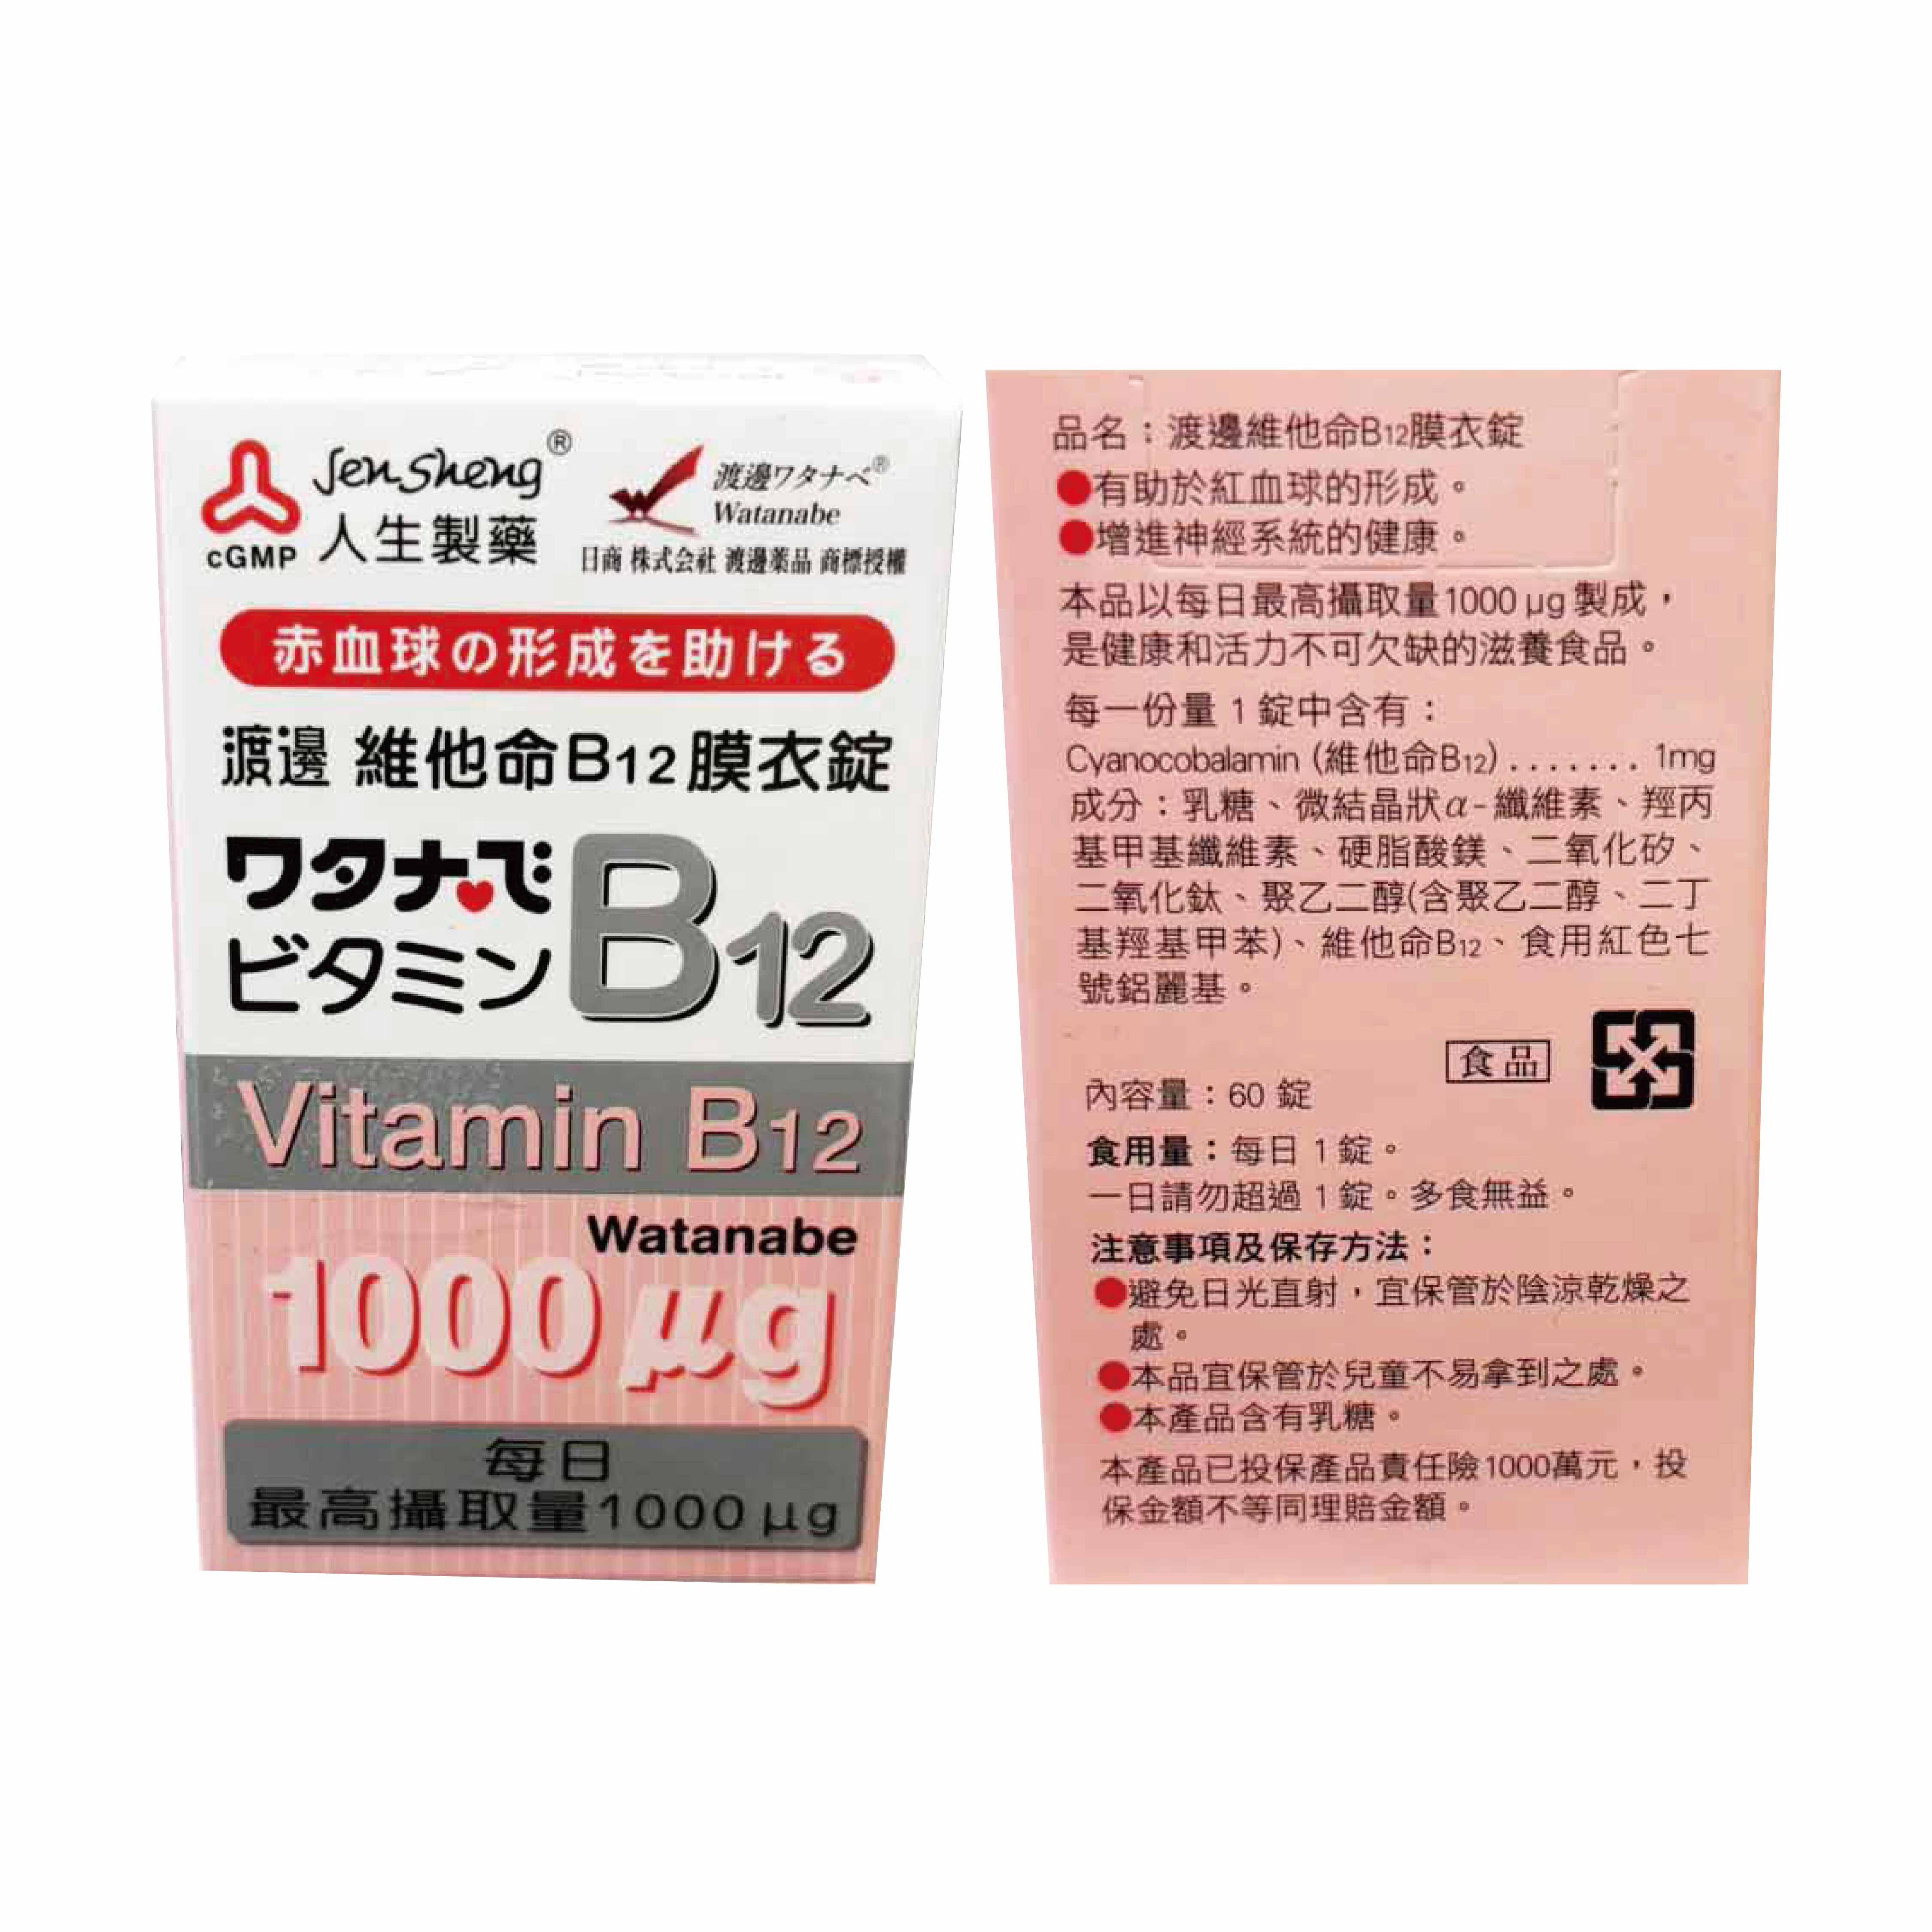 Jen Sheng®
人生製藥
cGMP
渡邊ワタナベ®
Watanabe
日商 株式会社 渡邊薬品 商標授權
赤血球の形成を助ける
渡邊 維他命B12膜衣錠
ワタナベ
ビタミンB12
Vitamin B12
Watanabe
1000μg
每日
最高攝取量1000μg
品名：渡邊維他命B12膜衣錠
●有助於紅血球的形成。
●增進神經系統的健康。
本品以每日最高攝取量1000μg製成，
是健康和活力不可欠缺的滋養食品。
每一份量 1 錠中含有：
Cyanocobalamin (維他命B12)....... 1mg
成分：乳糖、微結晶狀α-纖維素、羥丙
基甲基纖維素、硬脂酸鎂、二氧化矽、
二氧化鈦、聚乙二醇(含聚乙二醇、二丁
基羥基甲苯)、維他命B12、食用紅色七
號鋁麗基。
食品
內容量：60 錠
食用量：每日 1 錠。
一日請勿超過 1 錠。多食無益。
注意事項及保存方法：
●避免日光直射，宜保管於陰涼乾燥之
處。
●本品宜保管於兒童不易拿到之處。
●本產品含有乳糖。
本產品已投保產品責任險1000萬元，投
保金額不等同理賠金額。